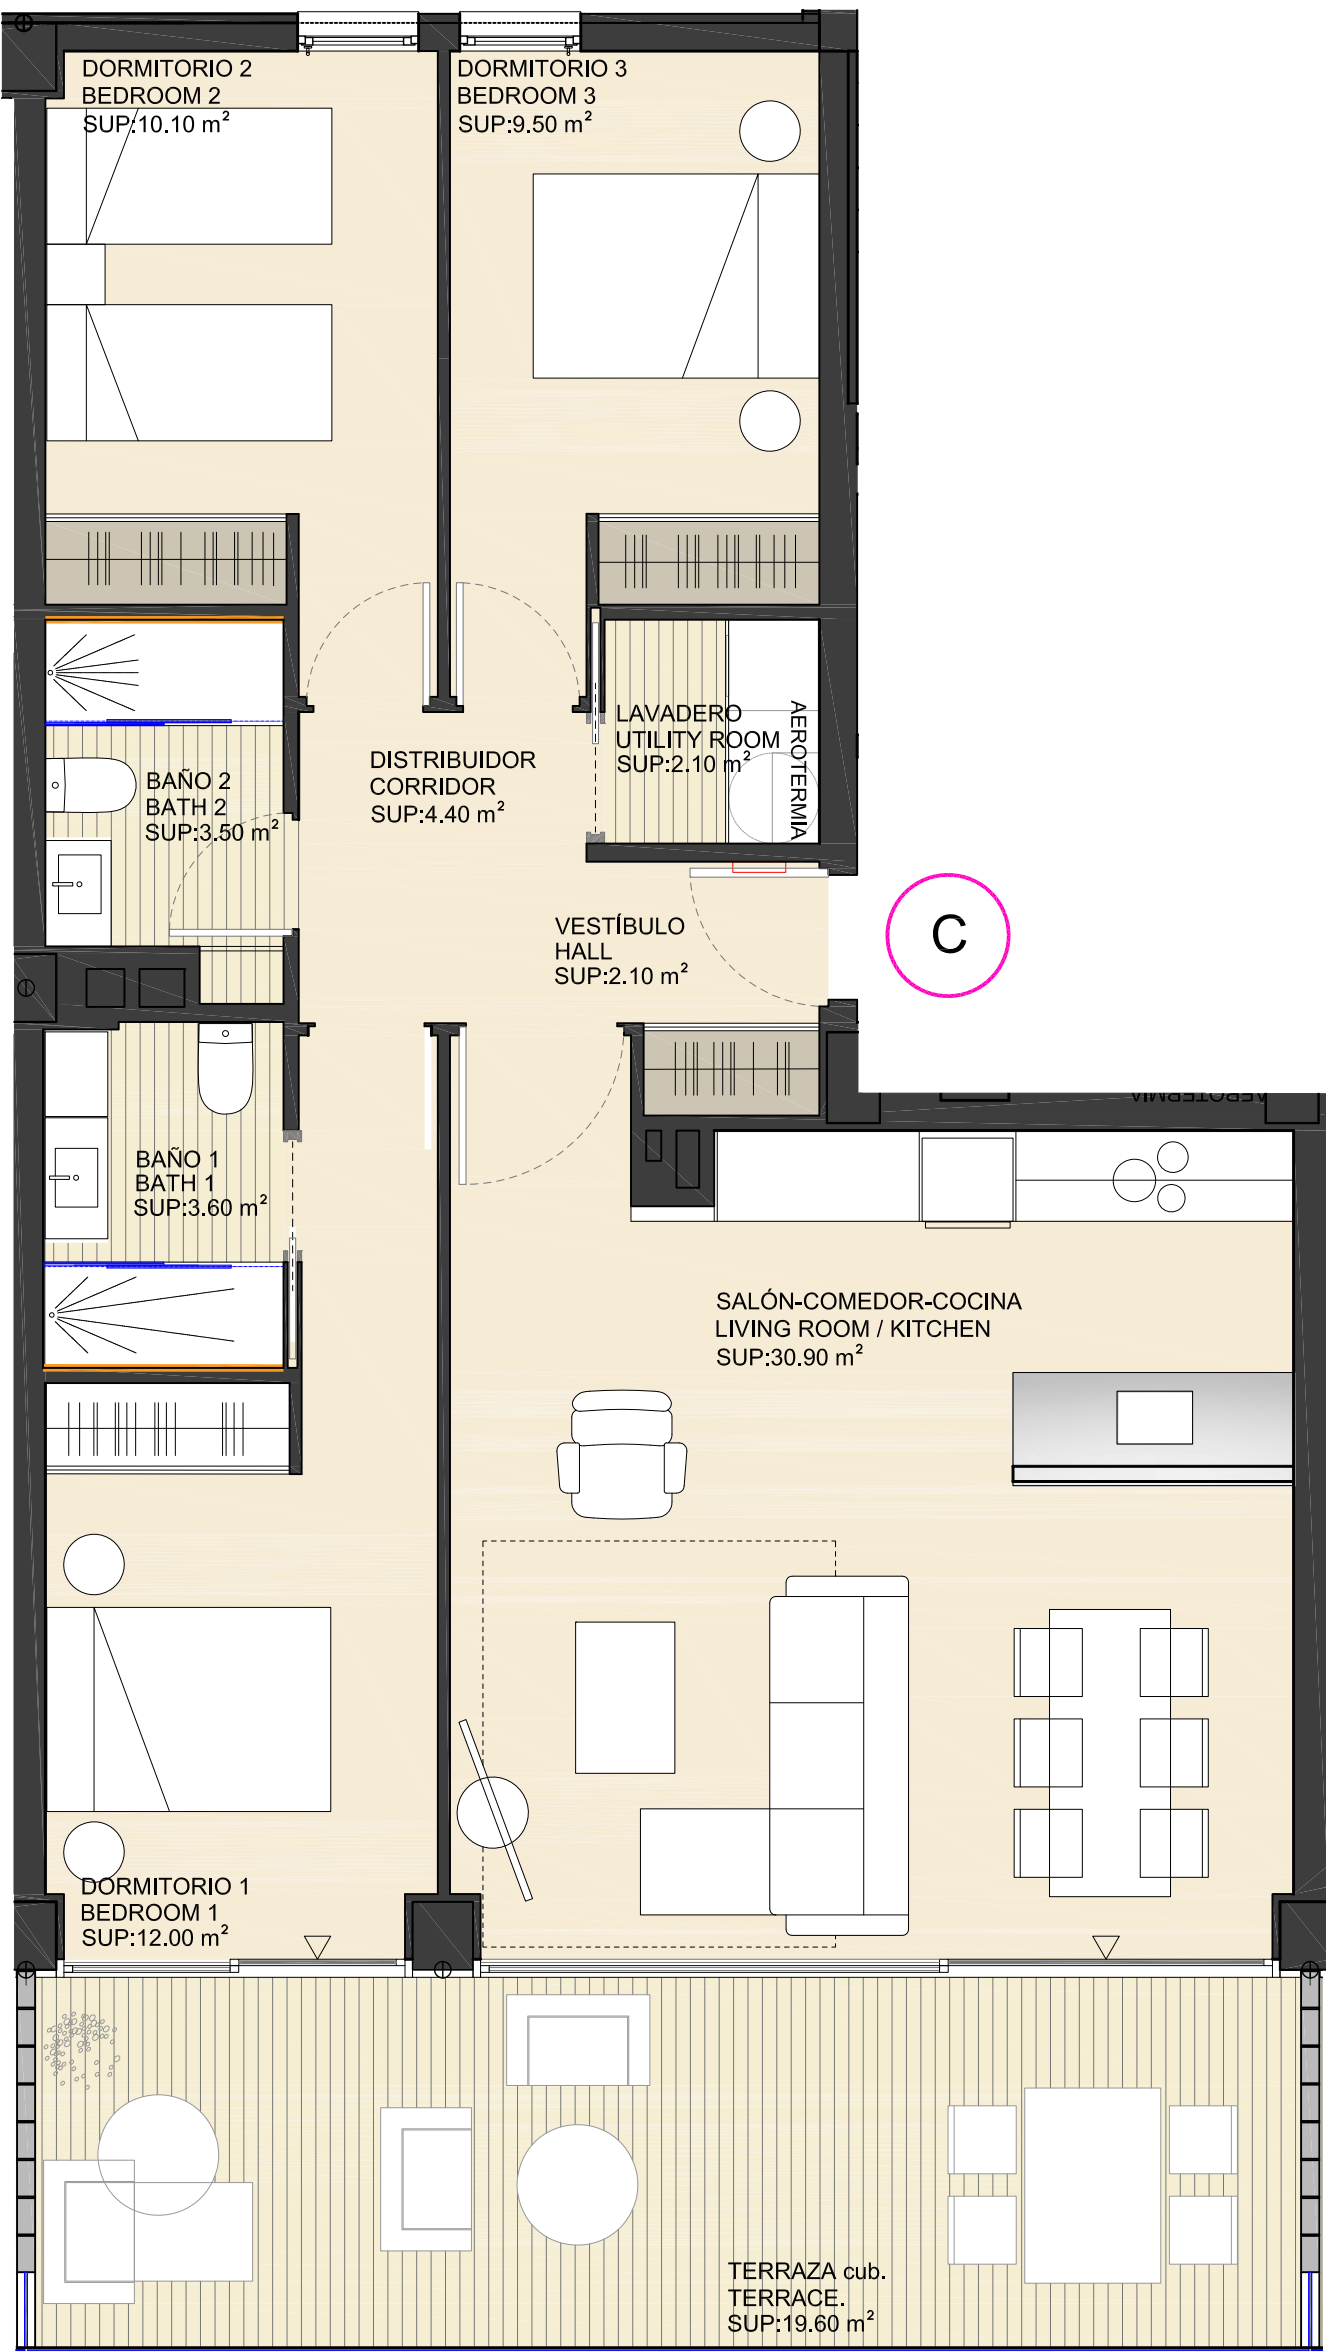 DORMITORIO 2
BEDROOM 2
SUP:10.10 m²
DORMITORIO 3
BEDROOM 3
SUP:9.50 m²
LAVADERO
UTILITY ROOM
SUP:2.10 m²
AEROTERMIA
DISTRIBUIDOR
CORRIDOR
SUP:4.40 m²
BAÑO 2
BATH 2
SUP:3.50 m²
VESTÍBULO
HALL
SUP:2.10 m²
C
AEROTERMIA
BAÑO 1
BATH 1
SUP:3.60 m²
SALÓN-COMEDOR-COCINA
LIVING ROOM / KITCHEN
SUP:30.90 m²
DORMITORIO 1
BEDROOM 1
SUP:12.00 m²
TERRAZA cub.
TERRACE.
SUP:19.60 m²